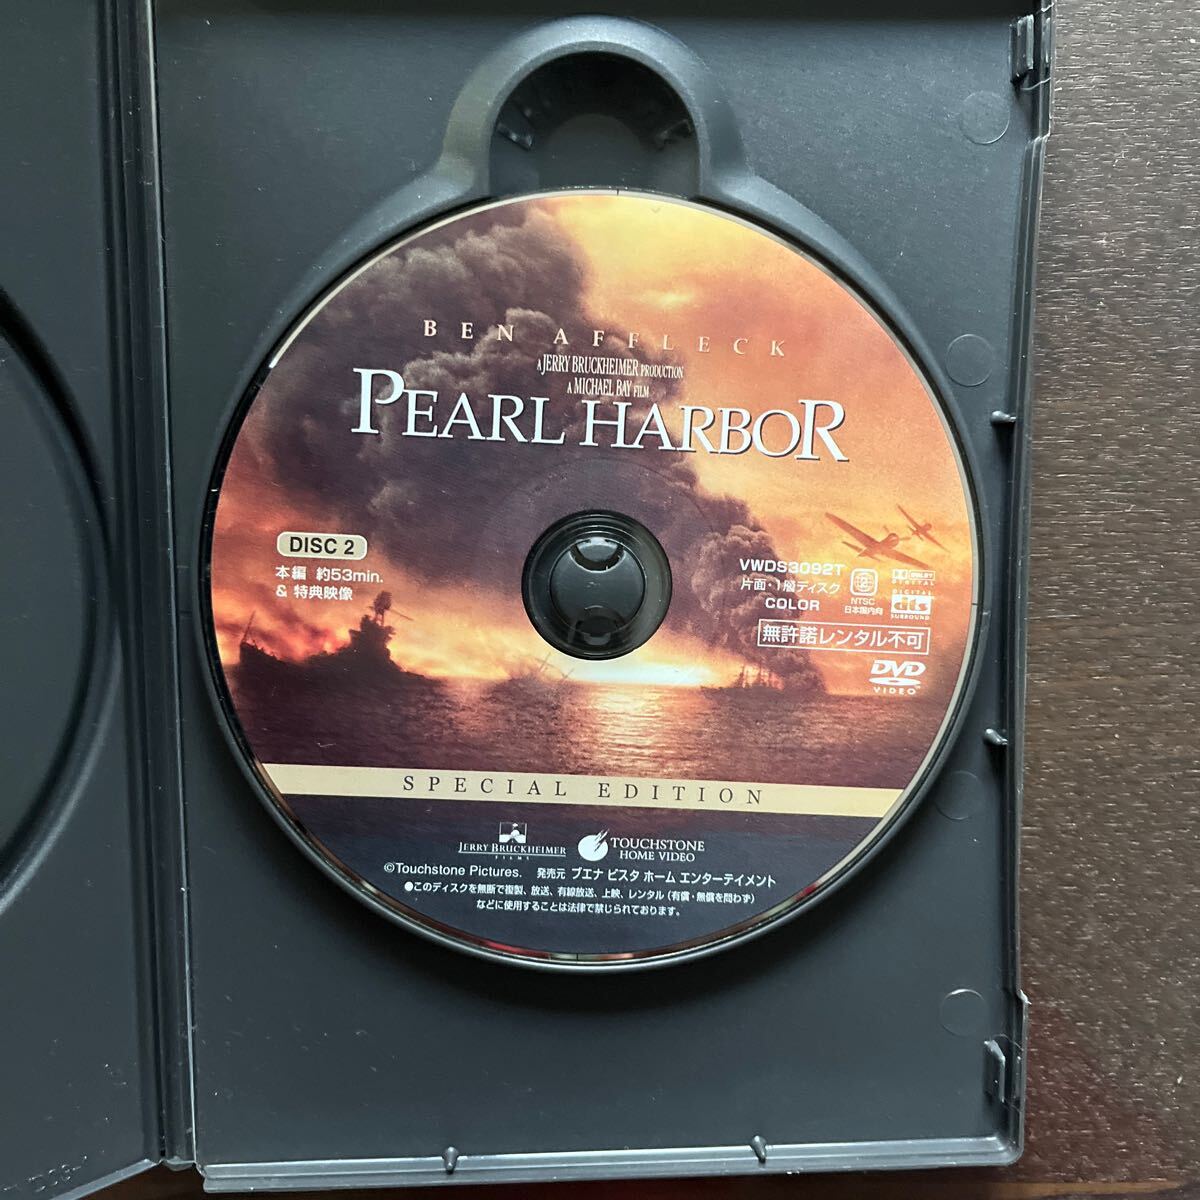 BEN AFFLECK
A JERRY BRUCKHEIMER PRODUCTION
A MICHAEL BAY FILM
PEARL HARBOR
DISC 2
本編 約53min.
& 特典映像
VWDS3092T
片面・1層ディスク
COLOR
2
NTSC
日本国内向
DOLBY
DIGITAL
DIGITAL
dts
SURROUND
無許諾レンタル不可
DVD
VIDEO
SPECIAL EDITION
JERRY BRUCKHEIMER
FILMS
TOUCHSTONE
HOME VIDEO
©Touchstone Pictures. 発売元 ブエナ ビスタ ホーム エンターテイメント
●このディスクを無断で複製、放送、有線放送、上映、レンタル(有償・無償を問わず)
などに使用することは法律で禁じられております。